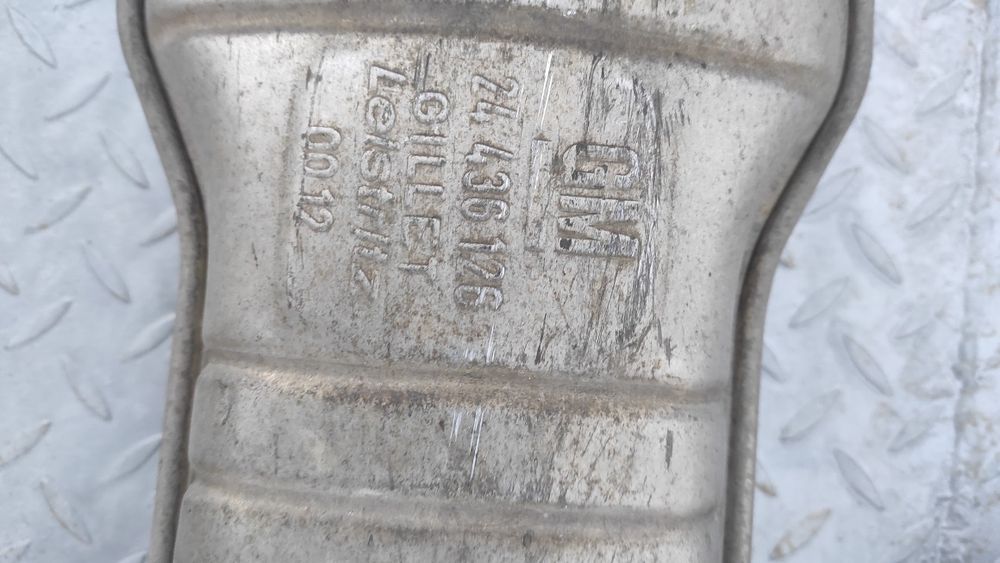 GM
24 436 126
GILLET
Leistritz
00.12